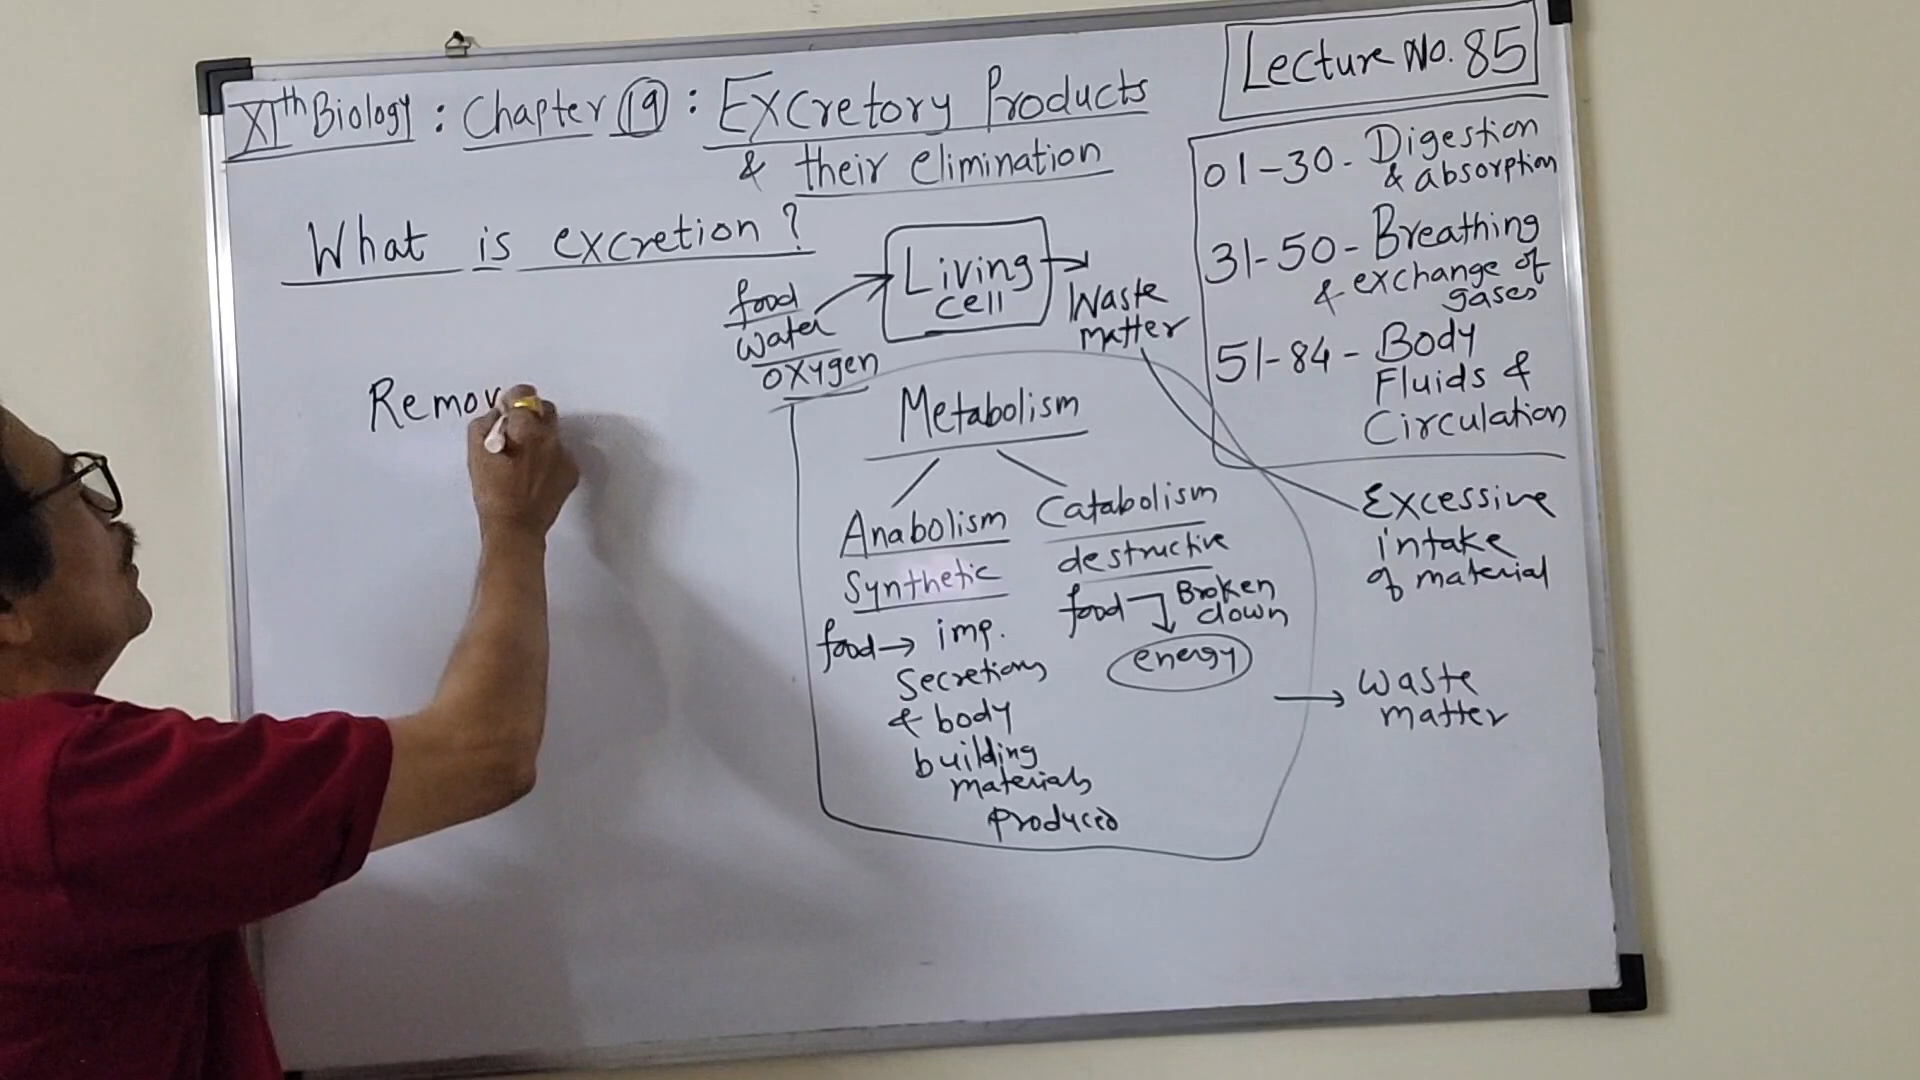 XIth Biology : Chapter 19 : Excretory Products
& their elimination
Lecture No. 85
01-30- Digestion
& absorption
31-50- Breathing
& exchange of
gases
51-84- Body
Fluids &
Circulation
What is excretion?
food
water
oxygen
Living
cell
Waste
matter
Remov
Metabolism
Anabolism
Synthetic
food → imp.
secretions
& body
building
materials
produced
Catabolism
destructive
food Broken
down
energy
Excessive
intake
of material
→ waste
matter